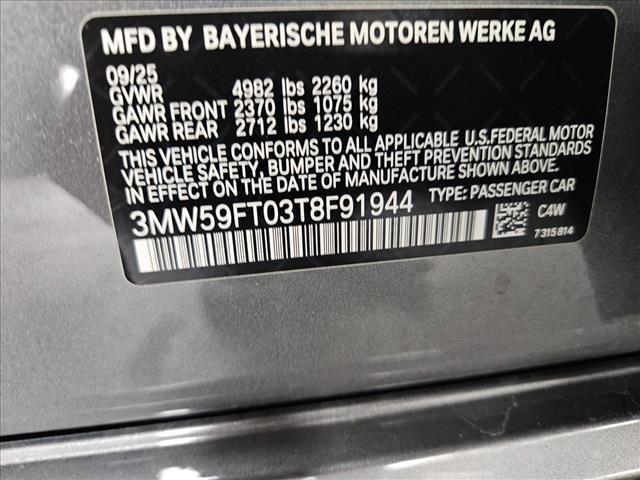 MFD BY BAYERISCHE MOTOREN WERKE AG
09/25
GVWR 4982 lbs 2260 kg
GAWR FRONT 2370 lbs 1075 kg
GAWR REAR 2712 lbs 1230 kg
THIS VEHICLE CONFORMS TO ALL APPLICABLE U.S.FEDERAL MOTOR
VEHICLE SAFETY, BUMPER AND THEFT PREVENTION STANDARDS
IN EFFECT ON THE DATE OF MANUFACTURE SHOWN ABOVE.
3MW59FT03T8F91944 TYPE: PASSENGER CAR
C4W
7315814